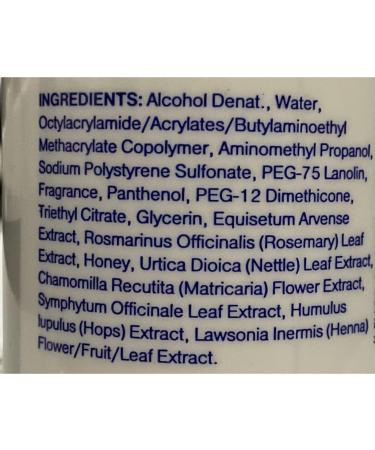 INGREDIENTS: Alcohol Denat., Water,
Octylacrylamide/Acrylates/Butylaminoethyl
Methacrylate Copolymer, Aminomethyl Propanol,
Sodium Polystyrene Sulfonate, PEG-75 Lanolin,
Fragrance, Panthenol, PEG-12 Dimethicone,
Triethyl Citrate, Glycerin, Equisetum Arvense
Extract, Rosmarinus Officinalis (Rosemary) Leaf
Extract, Honey, Urtica Dioica (Nettle) Leaf Extract,
Chamomilla Recutita (Matricaria) Flower Extract,
Symphytum Officinale Leaf Extract, Humulus
lupulus (Hops) Extract, Lawsonia Inermis (Henna)
Flower/Fruit/Leaf Extract.